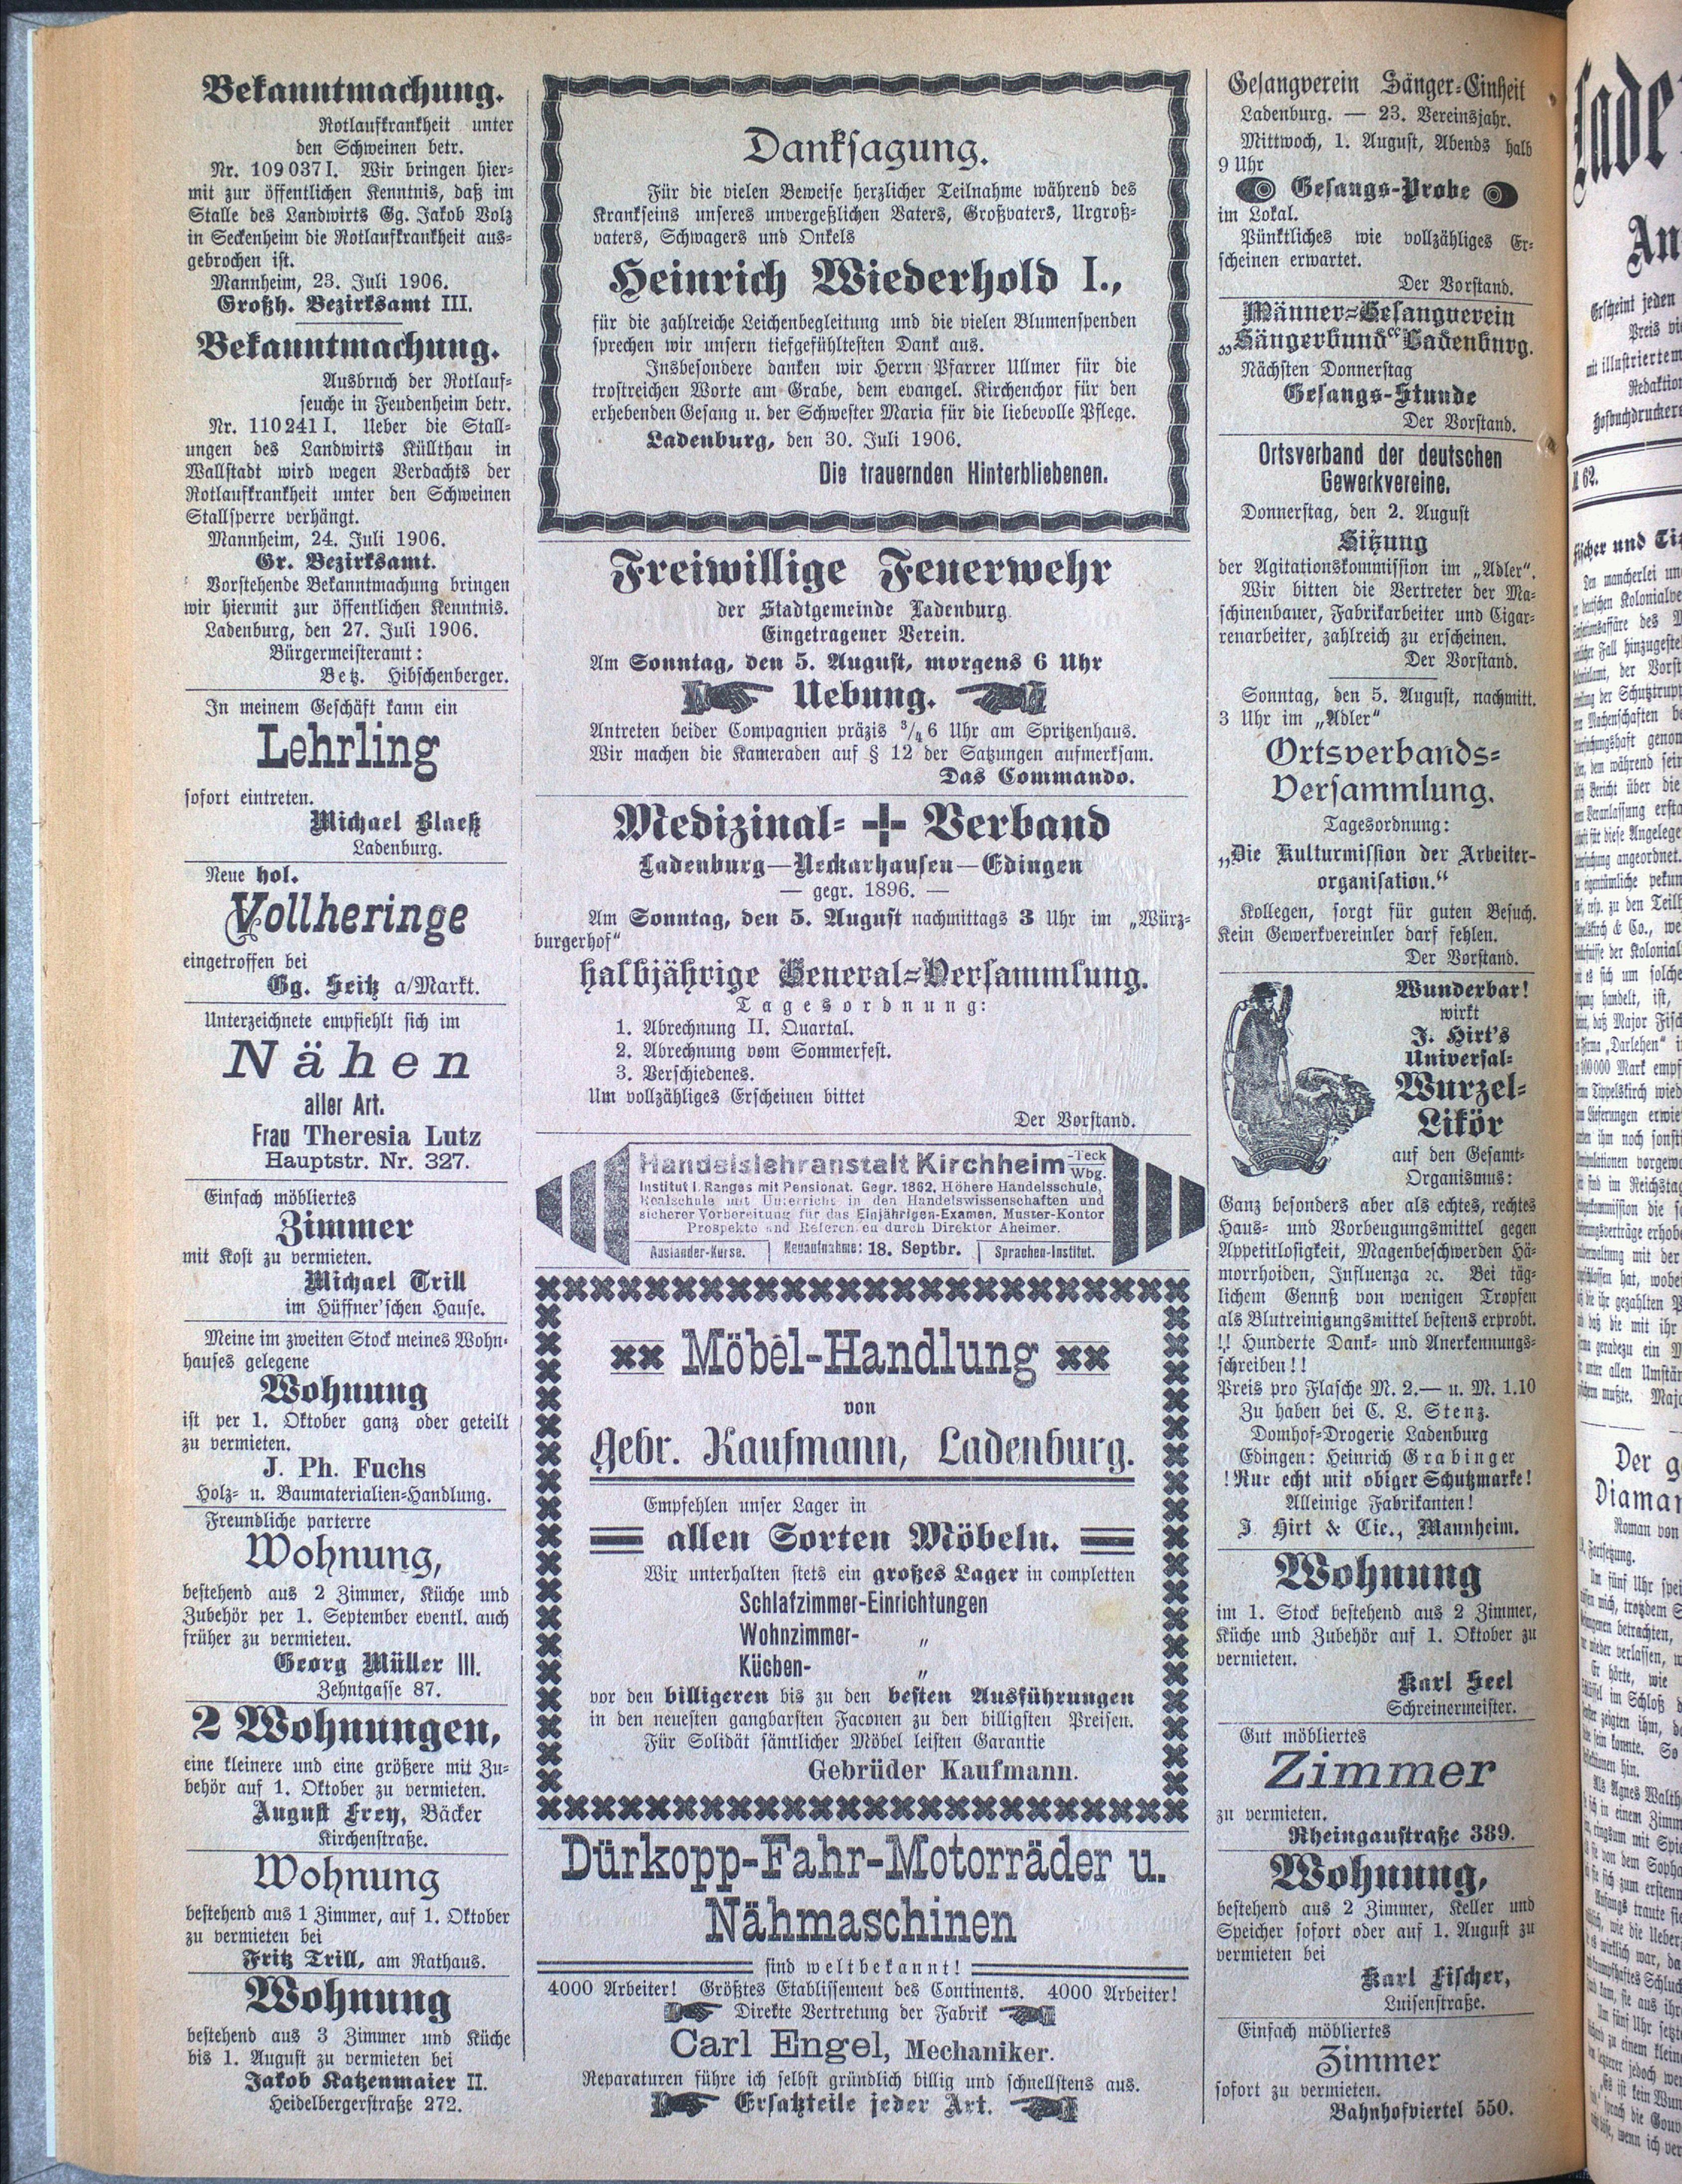 Bekanntmachung.
Rotlaufkrankheit unter
den Schweinen betr.
Nr. 109 037 I. Wir bringen hier-
mit zur öffentlichen Kenntnis, daß im
Stalle des Landwirts Gg. Jakob Volz
in Seckenheim die Rotlaufkrankheit aus-
gebrochen ist.
Mannheim, 23. Juli 1906.
Großh. Bezirksamt III.
Bekanntmachung.
Ausbruch der Rotlauf-
seuche in Feudenheim betr.
Nr. 110 241 I. Ueber die Stall-
ungen des Landwirts Küllthau in
Wallstadt wird wegen Verdachts der
Rotlaufkrankheit unter den Schweinen
Stallsperre verhängt.
Mannheim, 24. Juli 1906.
Gr. Bezirksamt.
Vorstehende Bekanntmachung bringen
wir hiermit zur öffentlichen Kenntnis.
Ladenburg, den 27. Juli 1906.
Bürgermeisteramt:
Betz. Hibschenberger.
In meinem Geschäft kann ein
Lehrling
sofort eintreten.
Michael Blaeß
Ladenburg.
Neue hol.
Vollheringe
eingetroffen bei
Gg. Seitz a/Markt.
Unterzeichnete empfiehlt sich im
Nähen
aller Art.
Frau Theresia Lutz
Hauptstr. Nr. 327.
Einfach möbliertes
Zimmer
mit Kost zu vermieten.
Michael Trill
im Hüffner'schen Hause.
Meine im zweiten Stock meines Wohn-
hauses gelegene
Wohnung
ist per 1. Oktober ganz oder geteilt
zu vermieten.
J. Ph. Fuchs
Holz- u. Baumaterialien-Handlung.
Freundliche parterre
Wohnung,
bestehend aus 2 Zimmer, Küche und
Zubehör per 1. September eventl. auch
früher zu vermieten.
Georg Müller III.
Zehntgasse 87.
2 Wohnungen,
eine kleinere und eine größere mit Zu-
behör auf 1. Oktober zu vermieten.
August Frey, Bäcker
Kirchenstraße.
Wohnung
bestehend aus 1 Zimmer, auf 1. Oktober
zu vermieten bei
Fritz Trill, am Rathaus.
Wohnung
bestehend aus 3 Zimmer und Küche
bis 1. August zu vermieten bei
Jakob Katzenmaier II.
Heidelbergerstraße 272.
Danksagung.
Für die vielen Beweise herzlicher Teilnahme während des
Krankseins unseres unvergeßlichen Vaters, Großvaters, Urgroß-
vaters, Schwagers und Onkels
Heinrich Wiederhold I.,
für die zahlreiche Leichenbegleitung und die vielen Blumenspenden
sprechen wir unsern tiefgefühltesten Dank aus.
Insbesondere danken wir Herrn Pfarrer Ullmer für die
trostreichen Worte am Grabe, dem evangel. Kirchenchor für den
erhebenden Gesang u. der Schwester Maria für die liebevolle Pflege.
Ladenburg, den 30. Juli 1906.
Die trauernden Hinterbliebenen.
Freiwillige Feuerwehr
der Stadtgemeinde Ladenburg
Eingetragener Verein.
Am Sonntag, den 5. August, morgens 6 Uhr
Uebung.
Antreten beider Compagnien präzis 3/4 6 Uhr am Spritzenhaus.
Wir machen die Kameraden auf § 12 der Satzungen aufmerksam.
Das Commando.
Medizinal- Verband
Ladenburg—Neckarhausen—Edingen
— gegr. 1896. —
Am Sonntag, den 5. August nachmittags 3 Uhr im „Würz-
burgerhof“
halbjährige General-Versammlung.
Tagesordnung:
1. Abrechnung II. Quartal.
2. Abrechnung vom Sommerfest.
3. Verschiedenes.
Um vollzähliges Erscheinen bittet
Der Vorstand.
Handelslehranstalt Kirchheim -Teck Wbg.
Institut I. Ranges mit Pensionat. Gegr. 1862. Höhere Handelsschule,
Realschule mit Unterricht in den Handelswissenschaften und
sicherer Vorbereitung für das Einjährigen-Examen, Muster-Kontor
Prospekte und Referenzen durch Direktor Aheimer.
Ausländer-Kurse. Neuaufnahme: 18. Septbr. Sprachen-Institut.
Möbel-Handlung
von
Gebr. Kaufmann, Ladenburg.
Empfehlen unser Lager in
allen Sorten Möbeln.
Wir unterhalten stets ein großes Lager in completten
Schlafzimmer-Einrichtungen
Wohnzimmer- „
Küchen- „
vor den billigeren bis zu den besten Ausführungen
in den neuesten gangbarsten Faconen zu den billigsten Preisen.
Für Solidät sämtlicher Möbel leisten Garantie
Gebrüder Kaufmann.
Dürkopp-Fahr-Motorräder u.
Nähmaschinen
sind weltbekannt!
4000 Arbeiter! Größtes Etablissement des Continents. 4000 Arbeiter!
Direkte Vertretung der Fabrik
Carl Engel, Mechaniker.
Reparaturen führe ich selbst gründlich billig und schnellstens aus.
Ersatzteile jeder Art.
Gesangverein Sänger-Einheit
Ladenburg. — 23. Vereinsjahr.
Mittwoch, 1. August, Abends halb
9 Uhr
Gesangs-Probe
im Lokal.
Pünktliches wie vollzähliges Er-
scheinen erwartet.
Der Vorstand.
Männer-Gesangverein
„Sängerbund“ Ladenburg.
Nächsten Donnerstag
Gesangs-Stunde
Der Vorstand.
Ortsverband der deutschen
Gewerkvereine.
Donnerstag, den 2. August
Sitzung
der Agitationskommission im „Adler“.
Wir bitten die Vertreter der Ma-
schinenbauer, Fabrikarbeiter und Cigar-
renarbeiter, zahlreich zu erscheinen.
Der Vorstand.
Sonntag, den 5. August, nachmitt.
3 Uhr im „Adler“
Ortsverbands-
Versammlung.
Tagesordnung:
„Die Kulturmission der Arbeiter-
organisation.“
Kollegen, sorgt für guten Besuch.
Kein Gewerkvereinler darf fehlen.
Der Vorstand.
Wunderbar!
wirkt
J. Hirt's
Universal-
Wurzel-
Likör
auf den Gesamt-
Organismus:
Ganz besonders aber als echtes, rechtes
Haus- und Vorbeugungsmittel gegen
Appetitlosigkeit, Magenbeschwerden Hä-
morrhoiden, Influenza ꝛc. Bei täg-
lichem Gennß von wenigen Tropfen
als Blutreinigungsmittel bestens erprobt.
!! Hunderte Dank- und Anerkennungs-
schreiben!!
Preis pro Flasche M. 2.— u. M. 1.10
Zu haben bei C. L. Stenz.
Domhof-Drogerie Ladenburg
Edingen: Heinrich Grabinger
! Nur echt mit obiger Schutzmarke!
Alleinige Fabrikanten!
J. Hirt & Cie., Mannheim.
Wohnung
im 1. Stock bestehend aus 2 Zimmer,
Küche und Zubehör auf 1. Oktober zu
vermieten.
Karl Seel
Schreinermeister.
Gut möbliertes
Zimmer
zu vermieten.
Rheingaustraße 389.
Wohnung,
bestehend aus 2 Zimmer, Keller und
Speicher sofort oder auf 1. August zu
vermieten bei
Karl Fischer,
Luisenstraße.
Einfach möbliertes
Zimmer
sofort zu vermieten.
Bahnhofviertel 550.
Erscheint jeden
62.
Der
Roman von